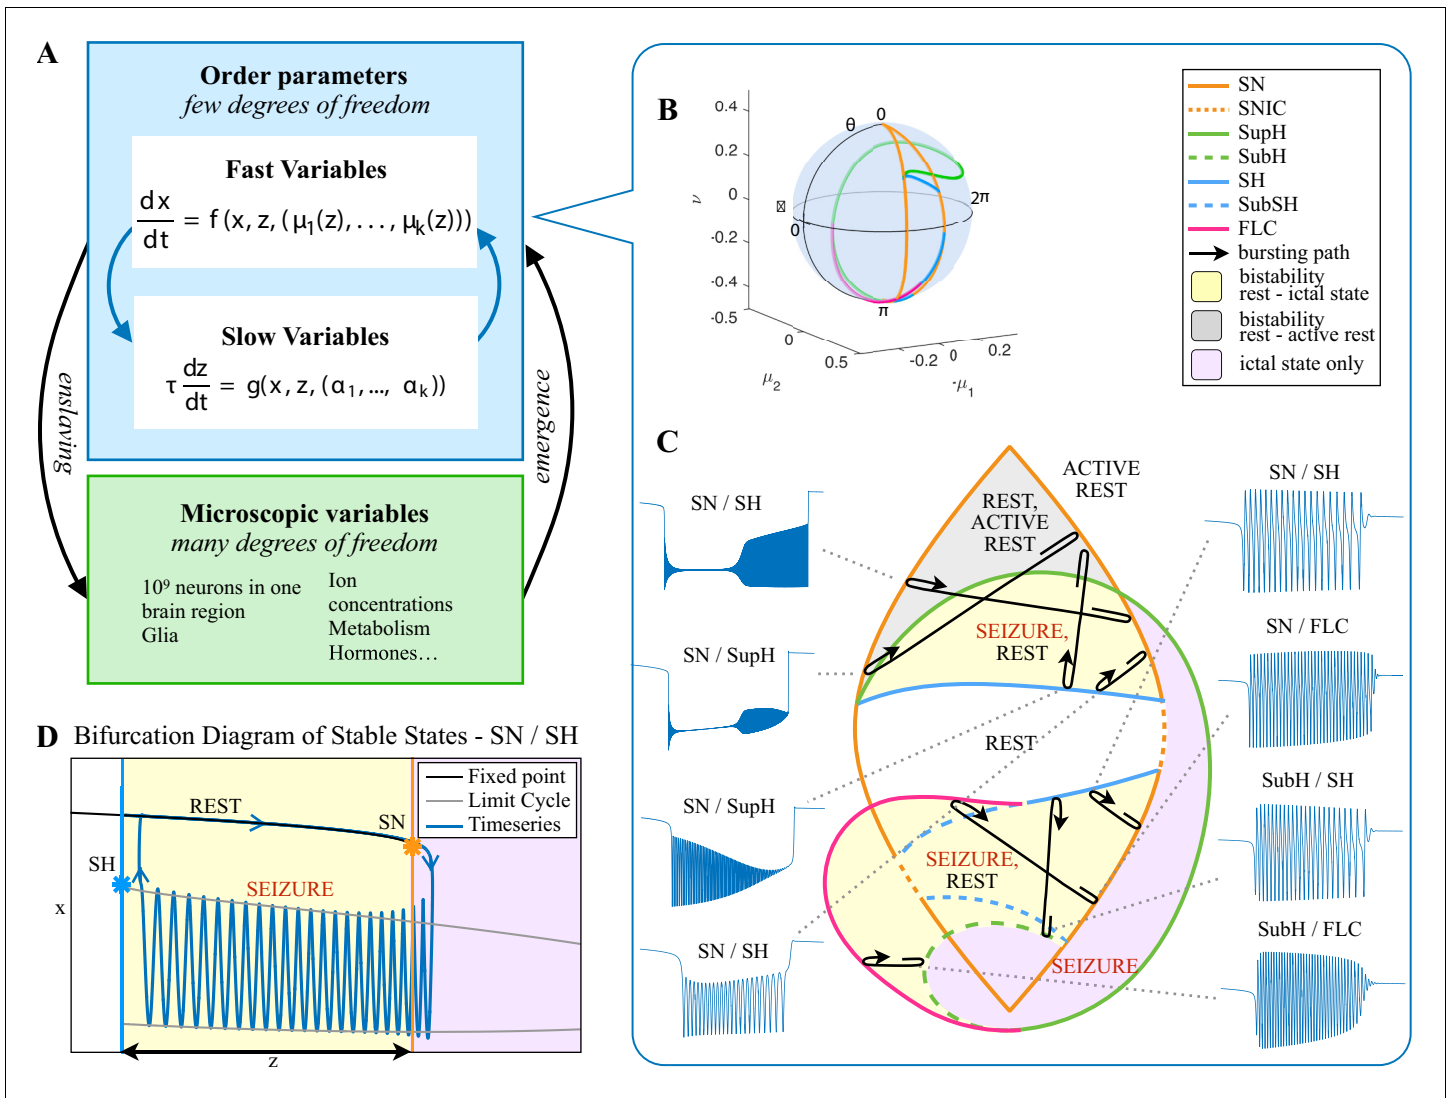 A
Order parameters
few degrees of freedom
Fast Variables
dx/dt = f (x, z, (μ1(z), . . . , μk(z)))
Slow Variables
τ dz/dt = g(x, z, (α1, ..., αk))
enslaving
emergence
Microscopic variables
many degrees of freedom
10⁹ neurons in one
brain region
Glia
Ion
concentrations
Metabolism
Hormones…
B
0.4
0.2
0
-0.2
-0.4
ν
θ
0
2π
0
π
-0.5
0
0.5
μ2
-0.2
0
0.2
-μ1
SN
SNIC
SupH
SubH
SH
SubSH
FLC
bursting path
bistability
rest - ictal state
bistability
rest - active rest
ictal state only
C
SN / SH
SN / SupH
SN / SupH
SN / SH
ACTIVE
REST
REST,
ACTIVE
REST
SEIZURE,
REST
REST
SEIZURE,
REST
SEIZURE
SN / SH
SN / FLC
SubH / SH
SubH / FLC
D Bifurcation Diagram of Stable States - SN / SH
Fixed point
Limit Cycle
Timeseries
REST
SN
SH
SEIZURE
x
z